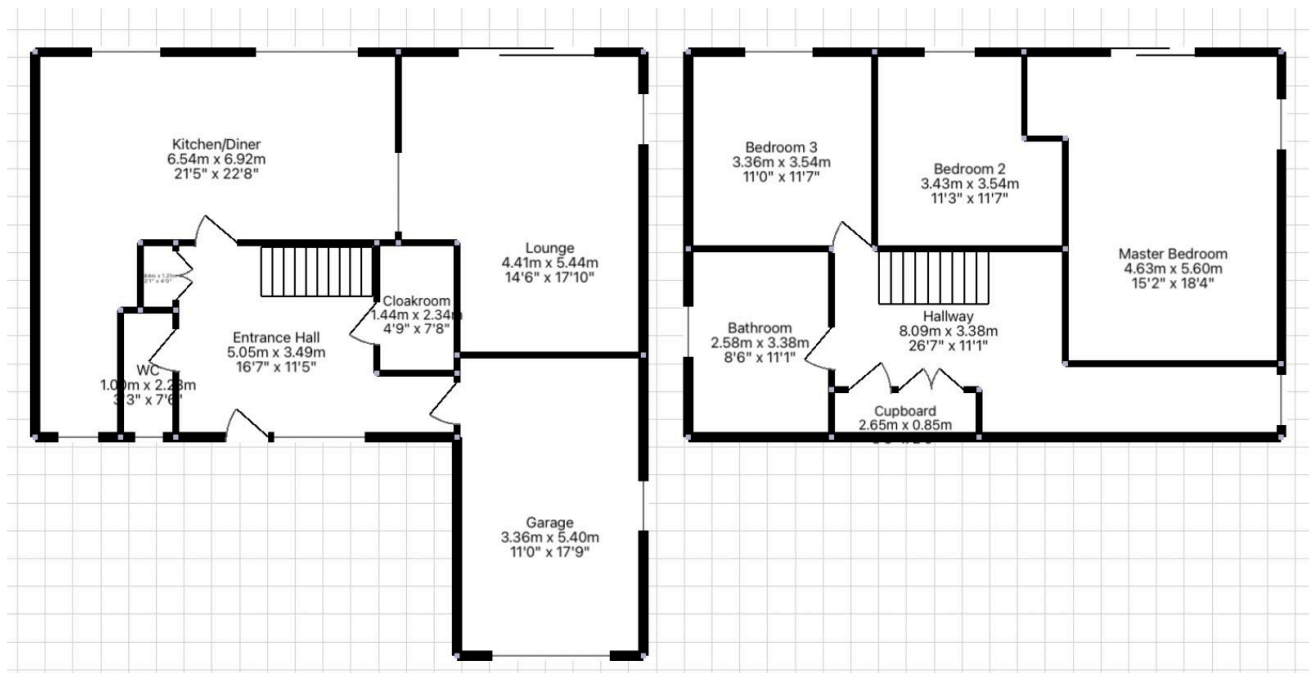 Kitchen/Diner
6.54m x 6.92m
21'5" x 22'8"
Lounge
4.41m x 5.44m
14'6" x 17'10"
Cloakroom
1.44m x 2.34m
4'9" x 7'8"
Entrance Hall
5.05m x 3.49m
16'7" x 11'5"
WC
1.00m x 2.28m
3'3" x 7'6"
Garage
3.36m x 5.40m
11'0" x 17'9"
Bedroom 3
3.36m x 3.54m
11'0" x 11'7"
Bedroom 2
3.43m x 3.54m
11'3" x 11'7"
Master Bedroom
4.63m x 5.60m
15'2" x 18'4"
Bathroom
2.58m x 3.38m
8'6" x 11'1"
Hallway
8.09m x 3.38m
26'7" x 11'1"
Cupboard
2.65m x 0.85m